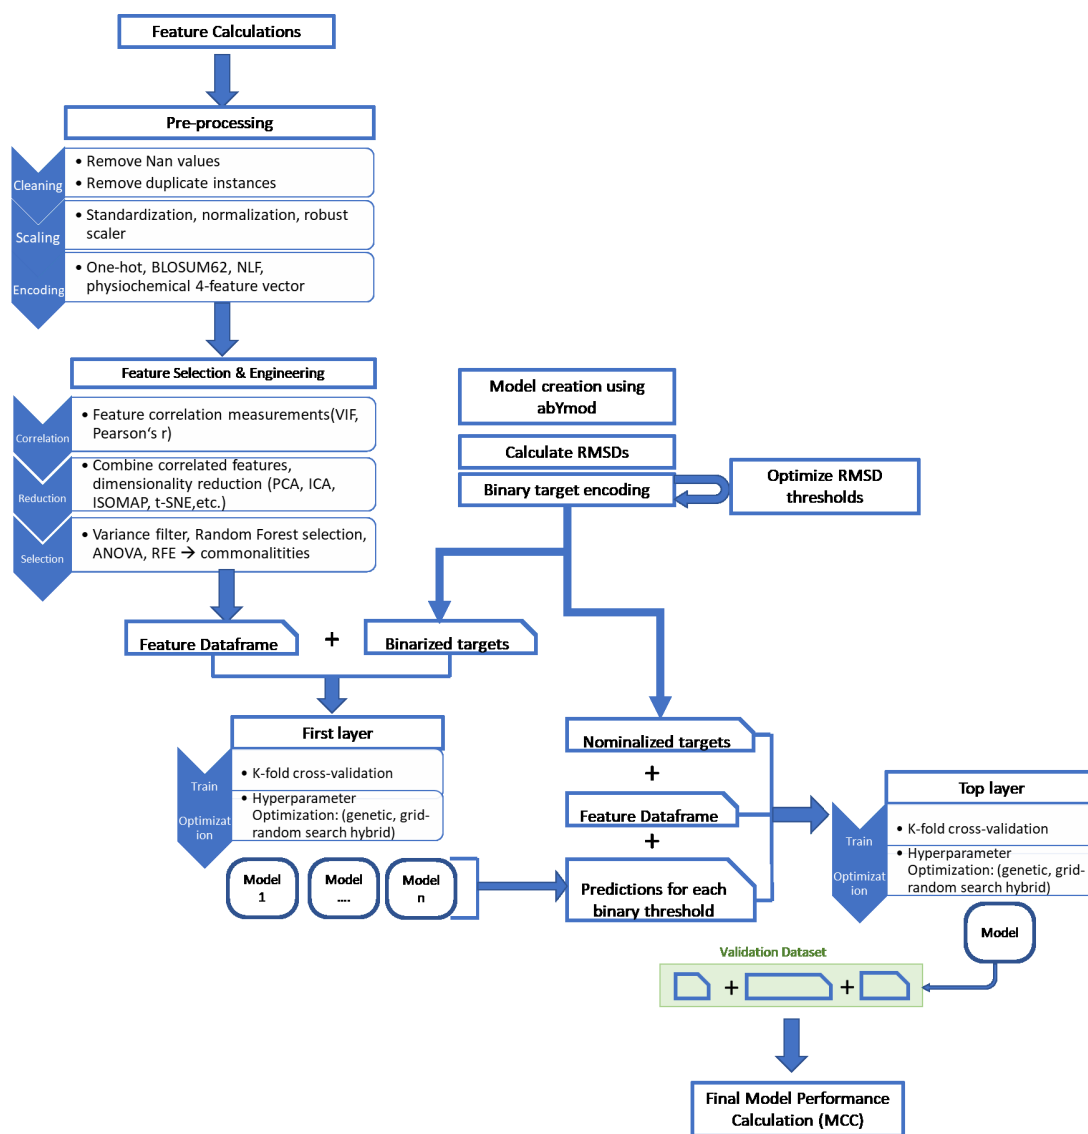 Feature Calculations
Pre-processing
Cleaning
• Remove Nan values
• Remove duplicate instances
Scaling
• Standardization, normalization, robust
scaler
Encoding
• One-hot, BLOSUM62, NLF,
physiochemical 4-feature vector
Feature Selection & Engineering
Correlation
• Feature correlation measurements(VIF,
Pearson's r)
Reduction
• Combine correlated features,
dimensionality reduction (PCA, ICA,
ISOMAP, t-SNE,etc.)
Selection
• Variance filter, Random Forest selection,
ANOVA, RFE → commonalitities
Model creation using
abYmod
Calculate RMSDs
Binary target encoding
Optimize RMSD
thresholds
Feature Dataframe
+
Binarized targets
First layer
Train
• K-fold cross-validation
Optimizat
ion
• Hyperparameter
Optimization: (genetic, grid-
random search hybrid)
Model
1
Model
....
Model
n
Nominalized targets
+
Feature Dataframe
+
Predictions for each
binary threshold
Top layer
Train
• K-fold cross-validation
Optimizat
ion
• Hyperparameter
Optimization: (genetic, grid-
random search hybrid)
Model
Validation Dataset
+ +
Final Model Performance
Calculation (MCC)